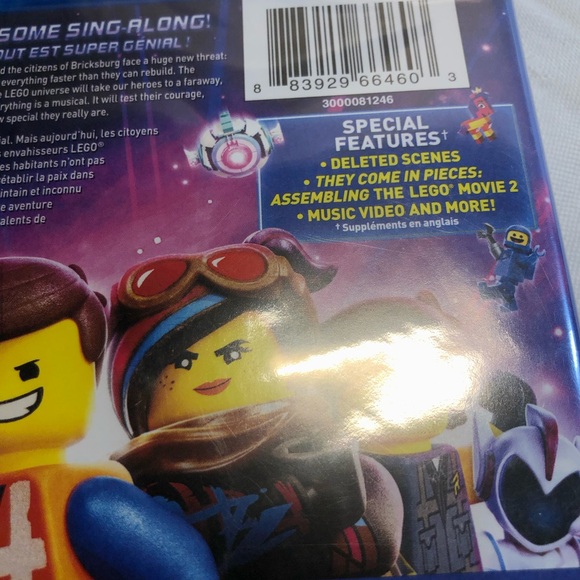 SOME SING-ALONG!
OUT EST SUPER GÉNIAL!
d the citizens of Bricksburg face a huge new threat:
everything faster than they can rebuild. The
e LEGO universe will take our heroes to a faraway,
rything is a musical. It will test their courage,
w special they really are.
ial. Mais aujourd'hui, les citoyens
s envahisseurs LEGO®
es habitants n'ont pas
rétablir la paix dans
intain et inconnu
e aventure
alents de
8 83929 66460 3
3000081246
SPECIAL
FEATURES†
• DELETED SCENES
• THEY COME IN PIECES:
ASSEMBLING THE LEGO® MOVIE 2
• MUSIC VIDEO AND MORE!
† Suppléments en anglais